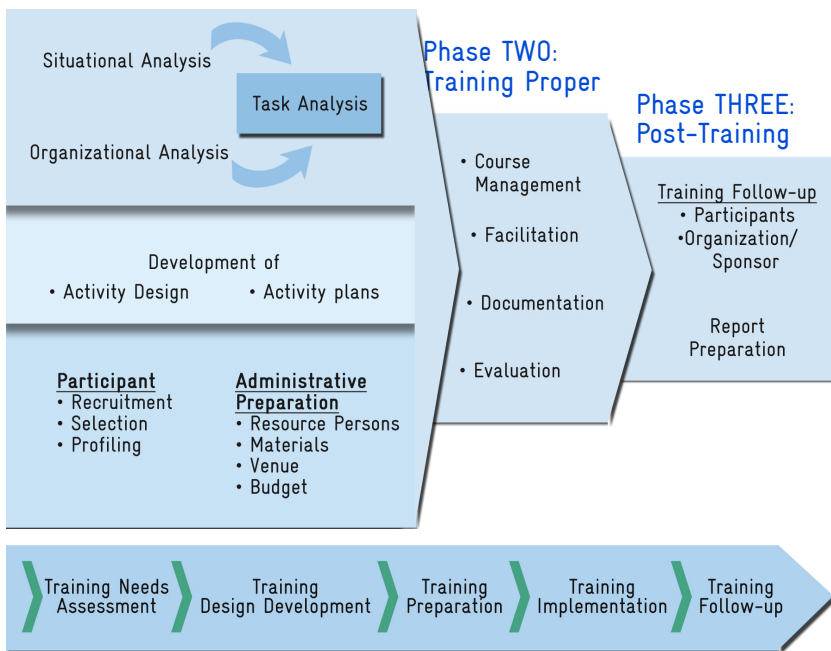 Situational Analysis
Task Analysis
Organizational Analysis
Development of
• Activity Design
• Activity plans
Participant
• Recruitment
• Selection
• Profiling
Administrative
Preparation
• Resource Persons
• Materials
• Venue
• Budget
Phase TWO:
Training Proper
• Course
Management
• Facilitation
• Documentation
• Evaluation
Phase THREE:
Post-Training
Training Follow-up
• Participants
•Organization/
Sponsor
Report
Preparation
Training Needs
Assessment
Training
Design Development
Training
Preparation
Training
Implementation
Training
Follow-up